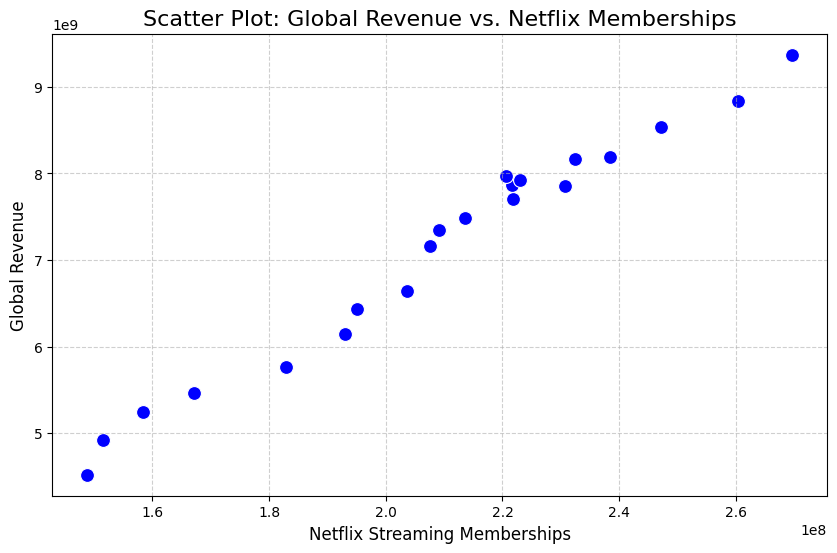 Scatter Plot: Global Revenue vs. Netflix Memberships
1e9
9
8
7
6
5
Global Revenue
1.6 1.8 2.0 2.2 2.4 2.6
1e8
Netflix Streaming Memberships